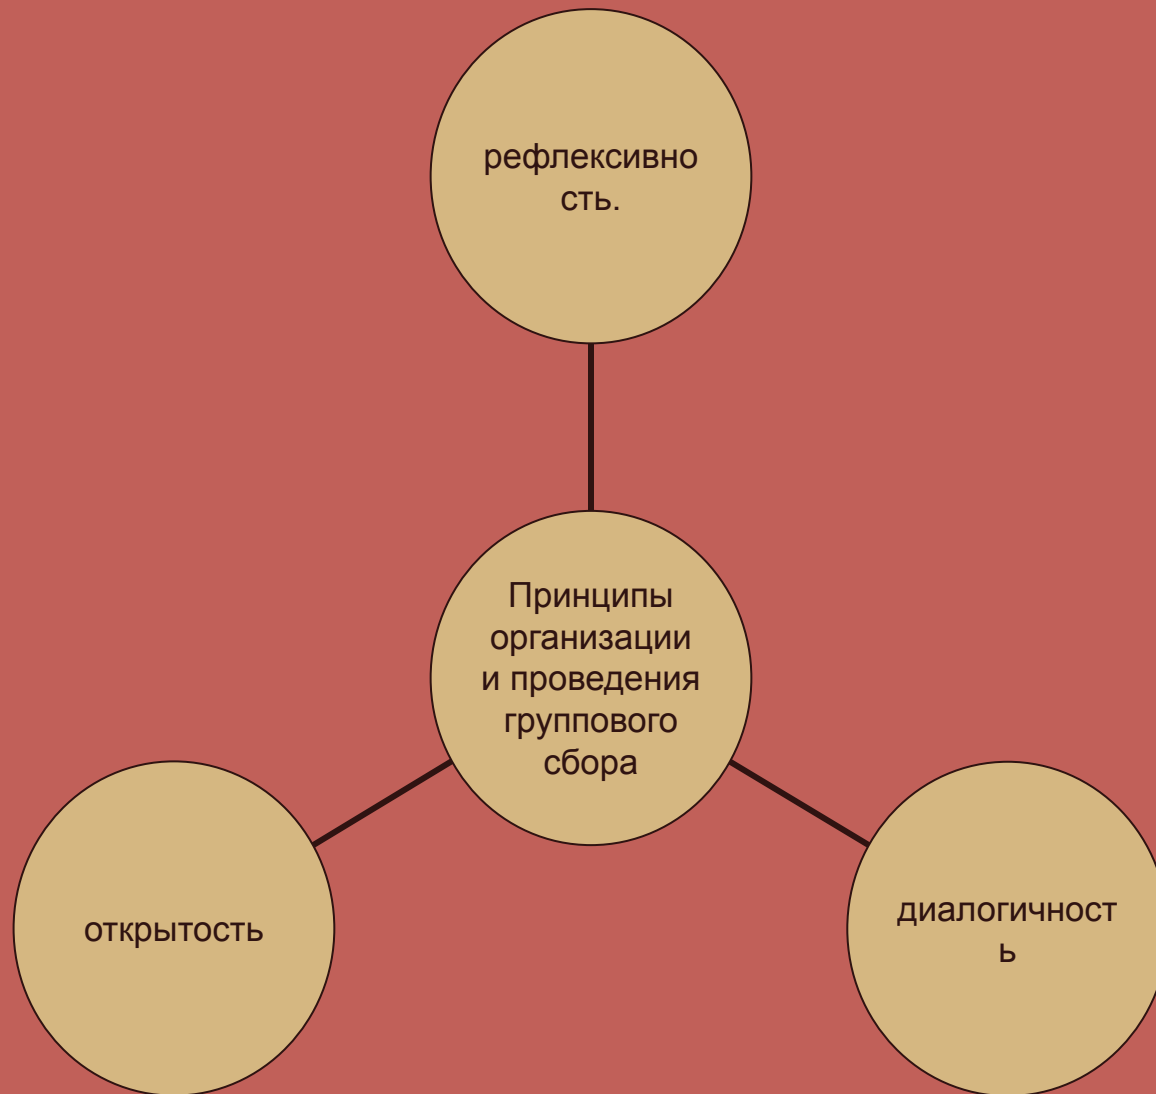 рефлексивно
сть.
Принципы
организации
и проведения
группового
сбора
открытость
диалогичност
ь